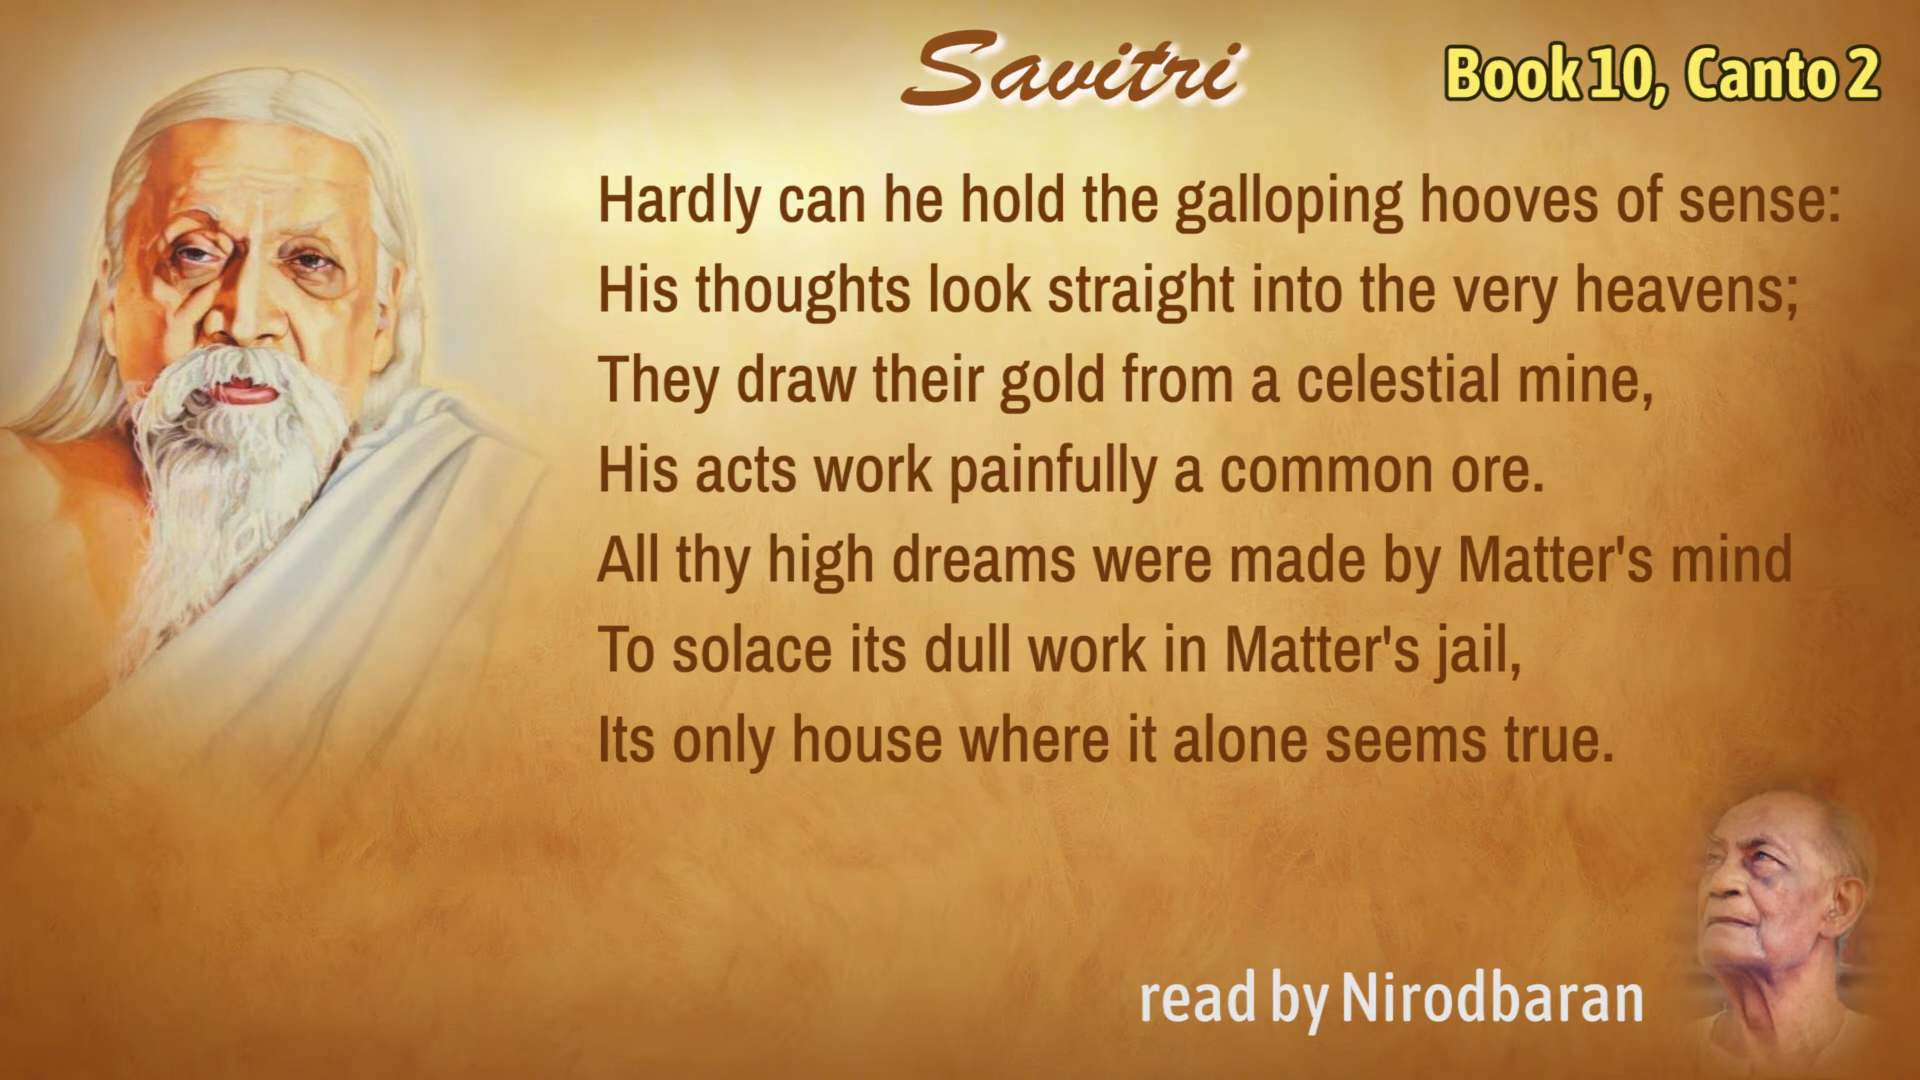 Savitri
Book 10, Canto 2
Hardly can he hold the galloping hooves of sense:
His thoughts look straight into the very heavens;
They draw their gold from a celestial mine,
His acts work painfully a common ore.
All thy high dreams were made by Matter's mind
To solace its dull work in Matter's jail,
Its only house where it alone seems true.
read by Nirodbaran